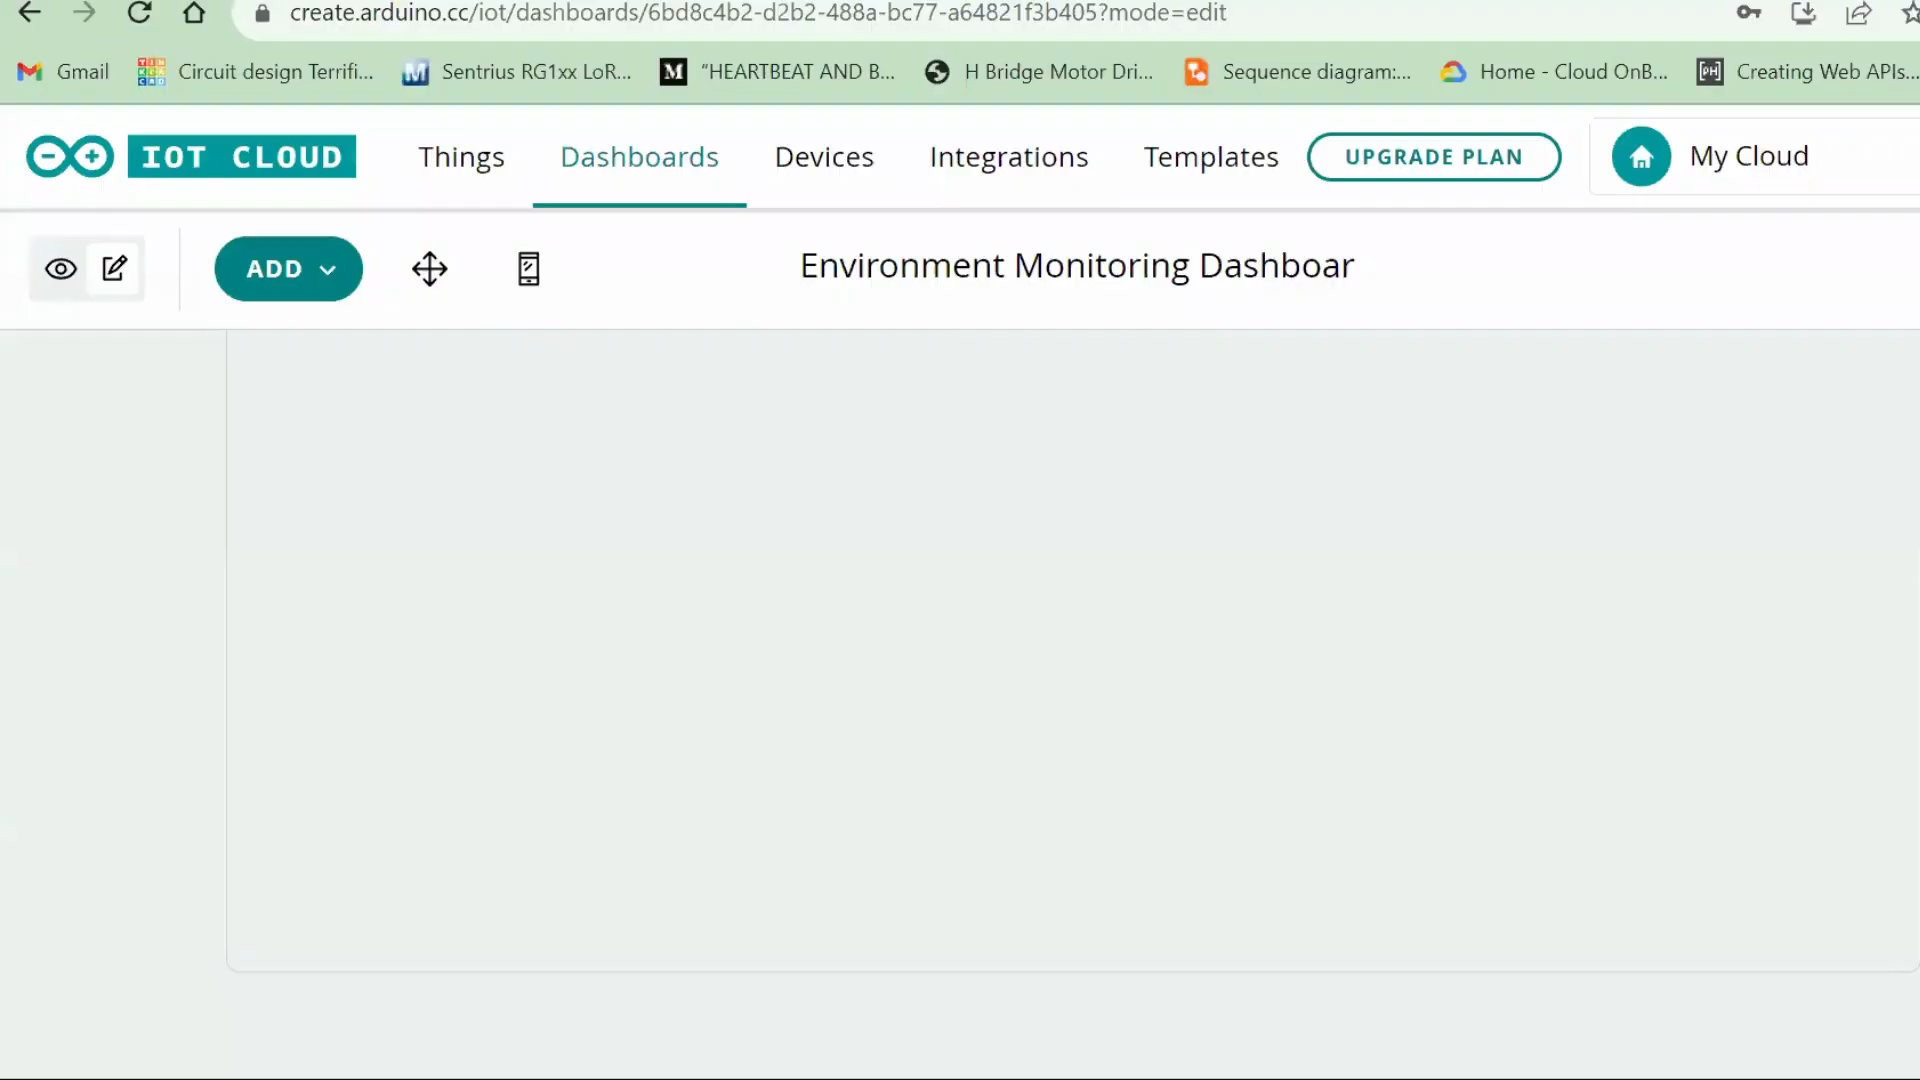 create.arduino.cc/iot/dashboards/6bd8c4b2-d2b2-488a-bc77-a64821f3b405?mode=edit
Gmail Circuit design Terrifi... Sentrius RG1xx LoR... "HEARTBEAT AND B... H Bridge Motor Dri... Sequence diagram:... Home - Cloud OnB... Creating Web APIs...
IOT CLOUD Things Dashboards Devices Integrations Templates UPGRADE PLAN My Cloud
ADD Environment Monitoring Dashboar